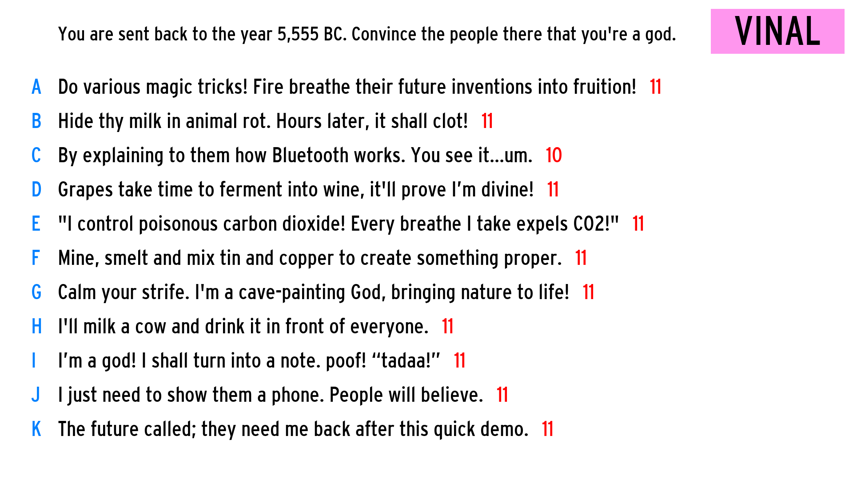 You are sent back to the year 5,555 BC. Convince the people there that you're a god.
VINAL
A Do various magic tricks! Fire breathe their future inventions into fruition! 11
B Hide thy milk in animal rot. Hours later, it shall clot! 11
C By explaining to them how Bluetooth works. You see it...um. 10
D Grapes take time to ferment into wine, it'll prove I'm divine! 11
E "I control poisonous carbon dioxide! Every breathe I take expels CO2!" 11
F Mine, smelt and mix tin and copper to create something proper. 11
G Calm your strife. I'm a cave-painting God, bringing nature to life! 11
H I'll milk a cow and drink it in front of everyone. 11
I I’m a god! I shall turn into a note. poof! “tadaa!” 11
J I just need to show them a phone. People will believe. 11
K The future called; they need me back after this quick demo. 11